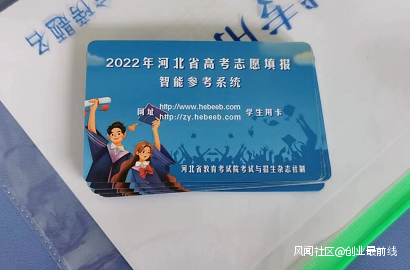 2022年河北省高考志愿填报
智能参考系统
网址
http://www.hebeeb.com
http://zy.hebeeb.com
学生用卡
河北省教育考试院考试与招生杂志社制
风闻社区@创业最前线